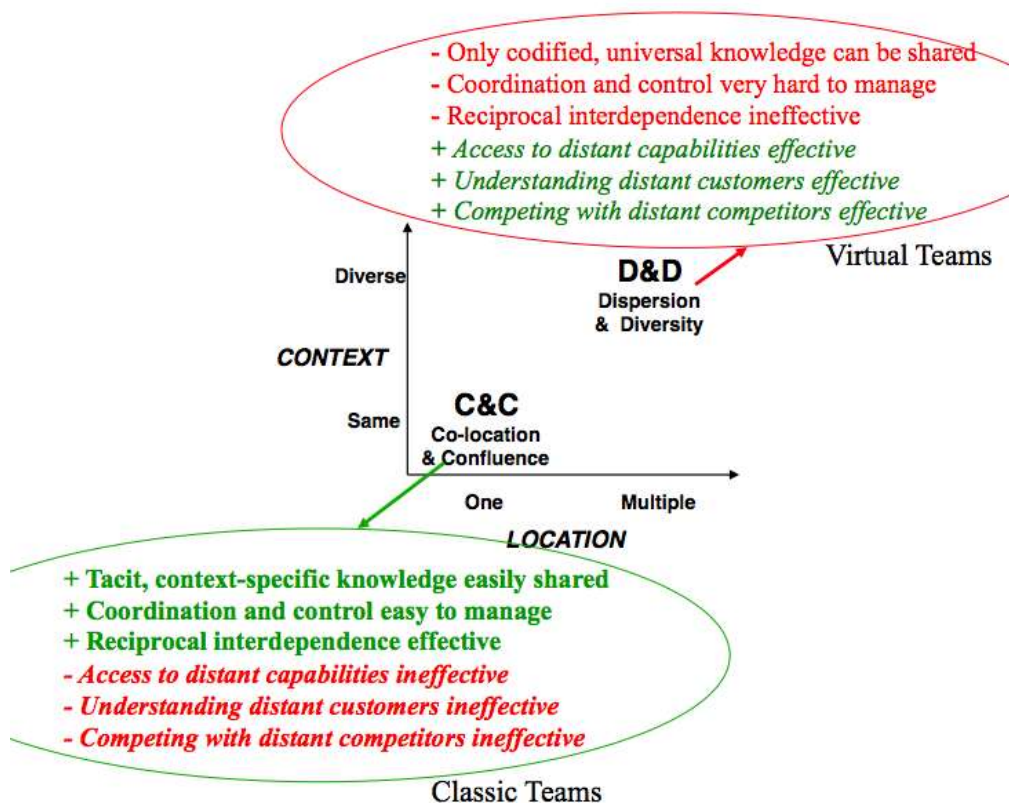 - Only codified, universal knowledge can be shared
- Coordination and control very hard to manage
- Reciprocal interdependence ineffective
+ Access to distant capabilities effective
+ Understanding distant customers effective
+ Competing with distant competitors effective
Virtual Teams
D&D
Dispersion
& Diversity
Diverse
CONTEXT
Same
C&C
Co-location
& Confluence
One
Multiple
LOCATION
+ Tacit, context-specific knowledge easily shared
+ Coordination and control easy to manage
+ Reciprocal interdependence effective
- Access to distant capabilities ineffective
- Understanding distant customers ineffective
- Competing with distant competitors ineffective
Classic Teams